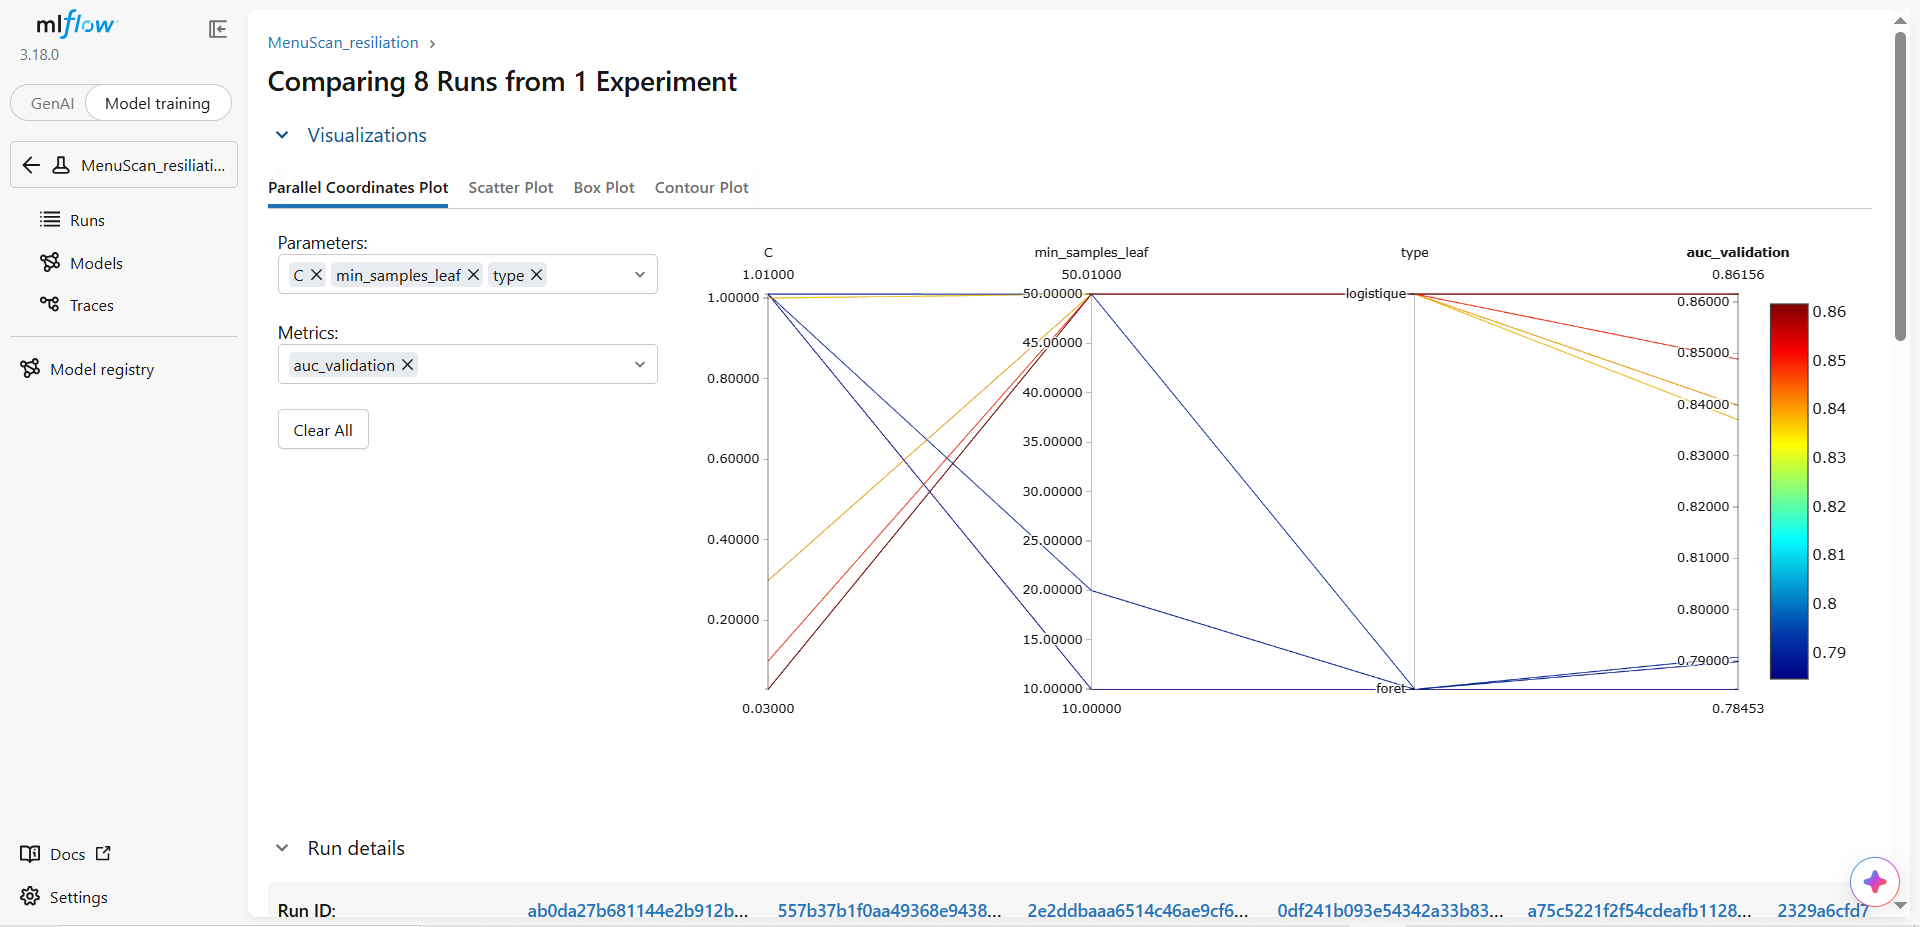 mlflow
3.18.0
GenAI
Model training
MenuScan_resiliati...
Runs
Models
Traces
Model registry
Docs
Settings
MenuScan_resiliation
Comparing 8 Runs from 1 Experiment
Visualizations
Parallel Coordinates Plot
Scatter Plot
Box Plot
Contour Plot
Parameters:
C
min_samples_leaf
type
Metrics:
auc_validation
Clear All
C
1.01000
1.00000
0.80000
0.60000
0.40000
0.20000
0.03000
min_samples_leaf
50.01000
50.00000
45.00000
40.00000
35.00000
30.00000
25.00000
20.00000
15.00000
10.00000
10.00000
type
logistique
foret
auc_validation
0.86156
0.86000
0.85000
0.84000
0.83000
0.82000
0.81000
0.80000
0.79000
0.78453
0.86
0.85
0.84
0.83
0.82
0.81
0.8
0.79
Run details
Run ID:
ab0da27b681144e2b912b...
557b37b1f0aa49368e9438...
2e2ddbaaa6514c46ae9cf6...
0df241b093e54342a33b83...
a75c5221f2f54cdeafb1128...
2329a6cfd7